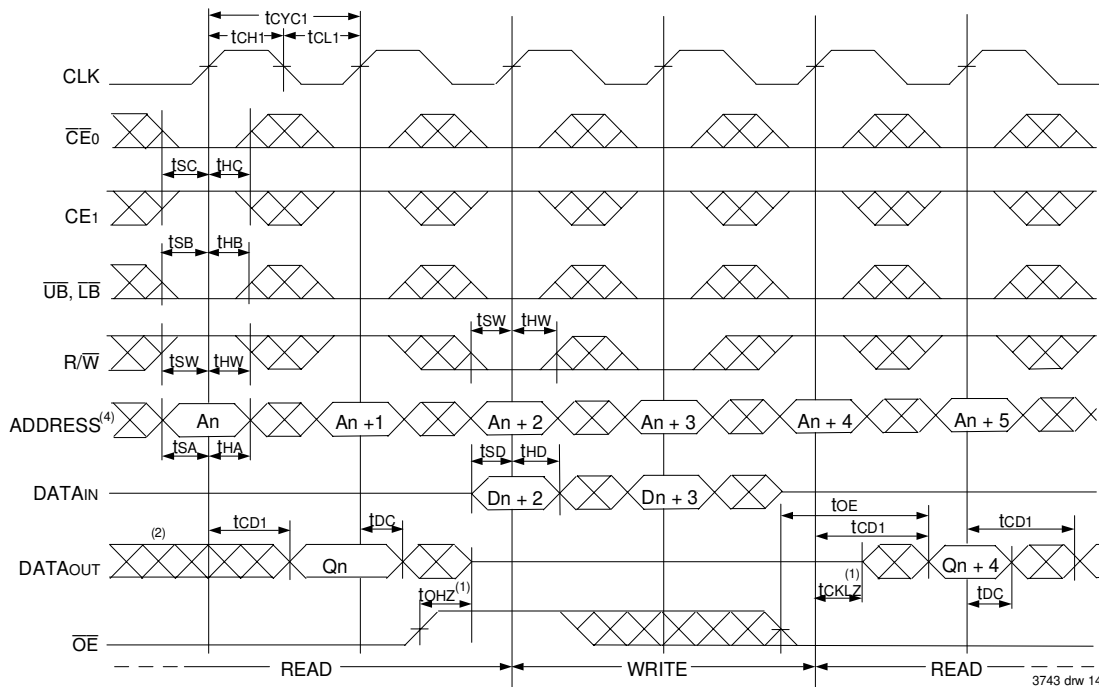 tCYC1
tCH1 tCL1
CLK
CE0
tSC tHC
CE1
tSB tHB
UB, LB
tSW tHW
R/W
tSW tHW
ADDRESS(4) An An +1 An + 2 An + 3 An + 4 An + 5
tSA tHA tSD tHD
DATAIN Dn + 2 Dn + 3
tOE
(2) tCD1 tDC tCD1 tCD1
DATAOUT Qn Qn + 4
tOHZ(1) tCKLZ(1) tDC
OE
READ WRITE READ
3743 drw 14